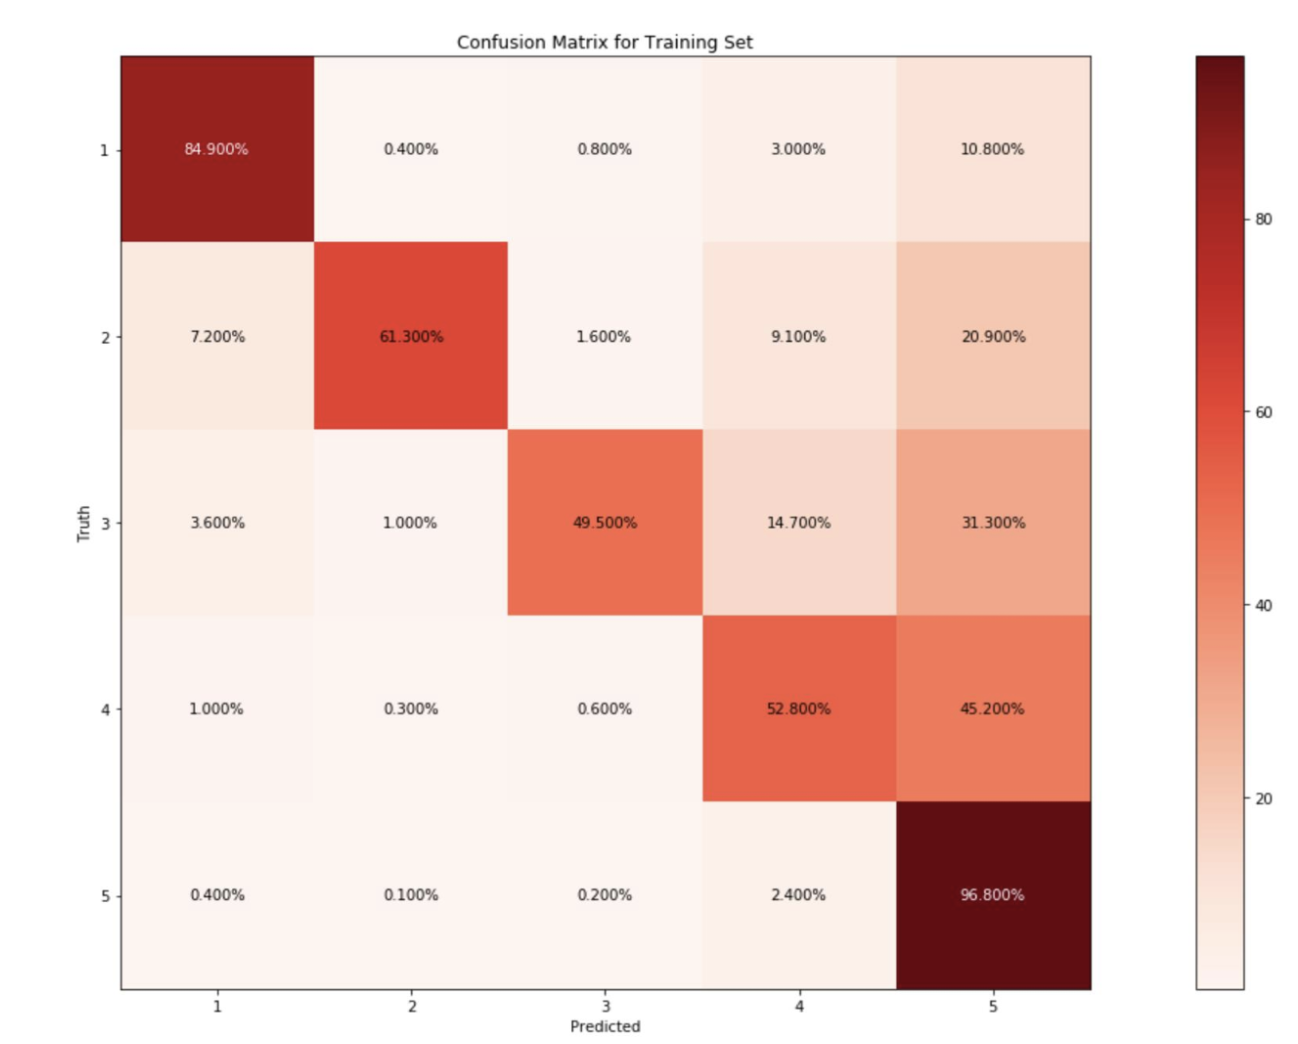 Confusion Matrix for Training Set
1 84.900% 0.400% 0.800% 3.000% 10.800%
80
2 7.200% 61.300% 1.600% 9.100% 20.900%
60
Truth
3 3.600% 1.000% 49.500% 14.700% 31.300%
40
4 1.000% 0.300% 0.600% 52.800% 45.200%
20
5 0.400% 0.100% 0.200% 2.400% 96.800%
1 2 3 4 5
Predicted